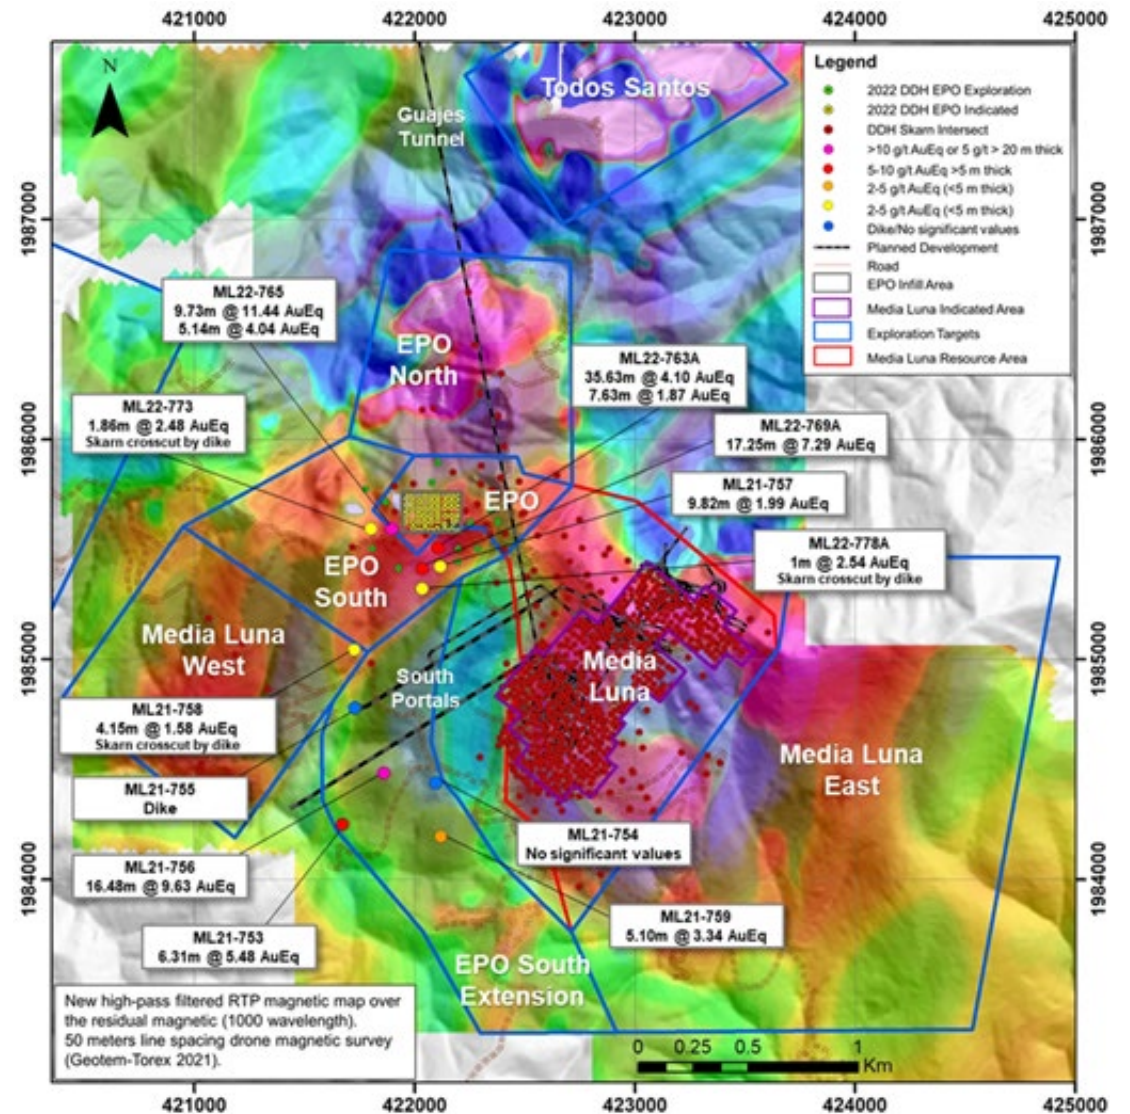 421000
422000
423000
424000
425000
N
Guajes
Tunnel
Todos Santos
Legend
2022 DDH EPO Exploration
2022 DDH EPO Indicated
DDH Skarn Intersect
>10 g/t AuEq or 5 g/t > 20 m thick
5-10 g/t AuEq >5 m thick
2-5 g/t AuEq (<5 m thick)
2-5 g/t AuEq (<5 m thick)
Dike/No significant values
Planned Development
Road
EPO Infill Area
Media Luna Indicated Area
Exploration Targets
Media Luna Resource Area
1987000
1987000
ML22-765
9.73m @ 11.44 AuEq
5.14m @ 4.04 AuEq
EPO
North
ML22-763A
35.63m @ 4.10 AuEq
7.63m @ 1.87 AuEq
ML22-773
1.86m @ 2.48 AuEq
Skarn crosscut by dike
ML22-769A
17.25m @ 7.29 AuEq
1986000
1986000
ML21-757
9.82m @ 1.99 AuEq
EPO
ML22-778A
1m @ 2.54 AuEq
Skarn crosscut by dike
EPO
South
Media Luna
West
Media
Luna
1985000
1985000
South
Portals
ML21-758
4.15m @ 1.58 AuEq
Skarn crosscut by dike
Media Luna
East
ML21-755
Dike
ML21-754
No significant values
ML21-756
16.48m @ 9.63 AuEq
1984000
1984000
ML21-759
5.10m @ 3.34 AuEq
ML21-753
6.31m @ 5.48 AuEq
EPO South
Extension
New high-pass filtered RTP magnetic map over
the residual magnetic (1000 wavelength).
50 meters line spacing drone magnetic survey
(Geotem-Torex 2021).
0 0.25 0.5 1
Km
421000
422000
423000
424000
425000